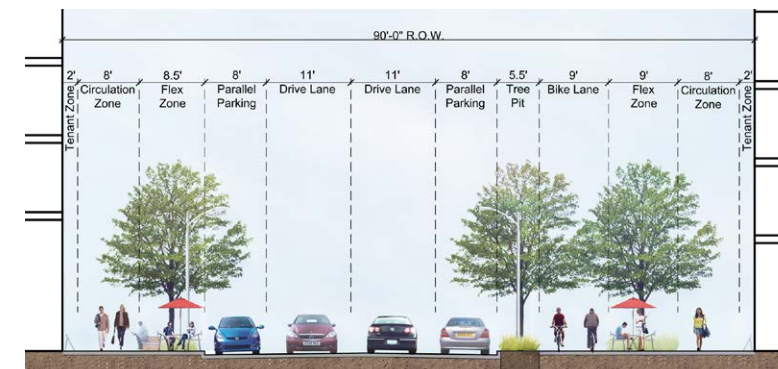 90'-0" R.O.W.
2' 8' 8.5' 8' 11' 11' 8' 5.5' 9' 9' 8' 2'
Tenant Zone
Circulation Zone
Flex Zone
Parallel Parking
Drive Lane
Drive Lane
Parallel Parking
Tree Pit
Bike Lane
Flex Zone
Circulation Zone
Tenant Zone